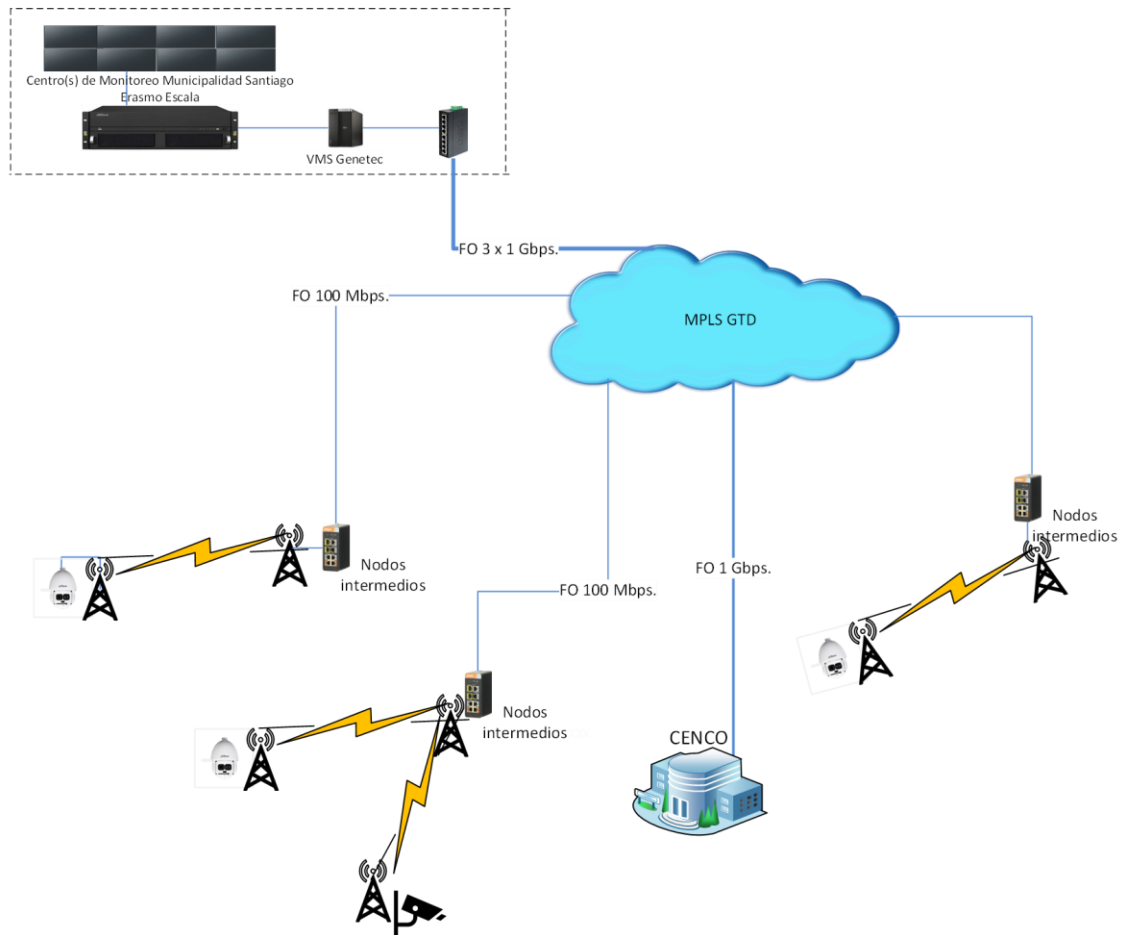 Centro(s) de Monitoreo Municipalidad Santiago
Erasmo Escala
VMS Genetec
FO 3 x 1 Gbps.
FO 100 Mbps.
MPLS GTD
Nodos
intermedios
Nodos
intermedios
FO 1 Gbps.
FO 100 Mbps.
Nodos
intermedios
CENCO